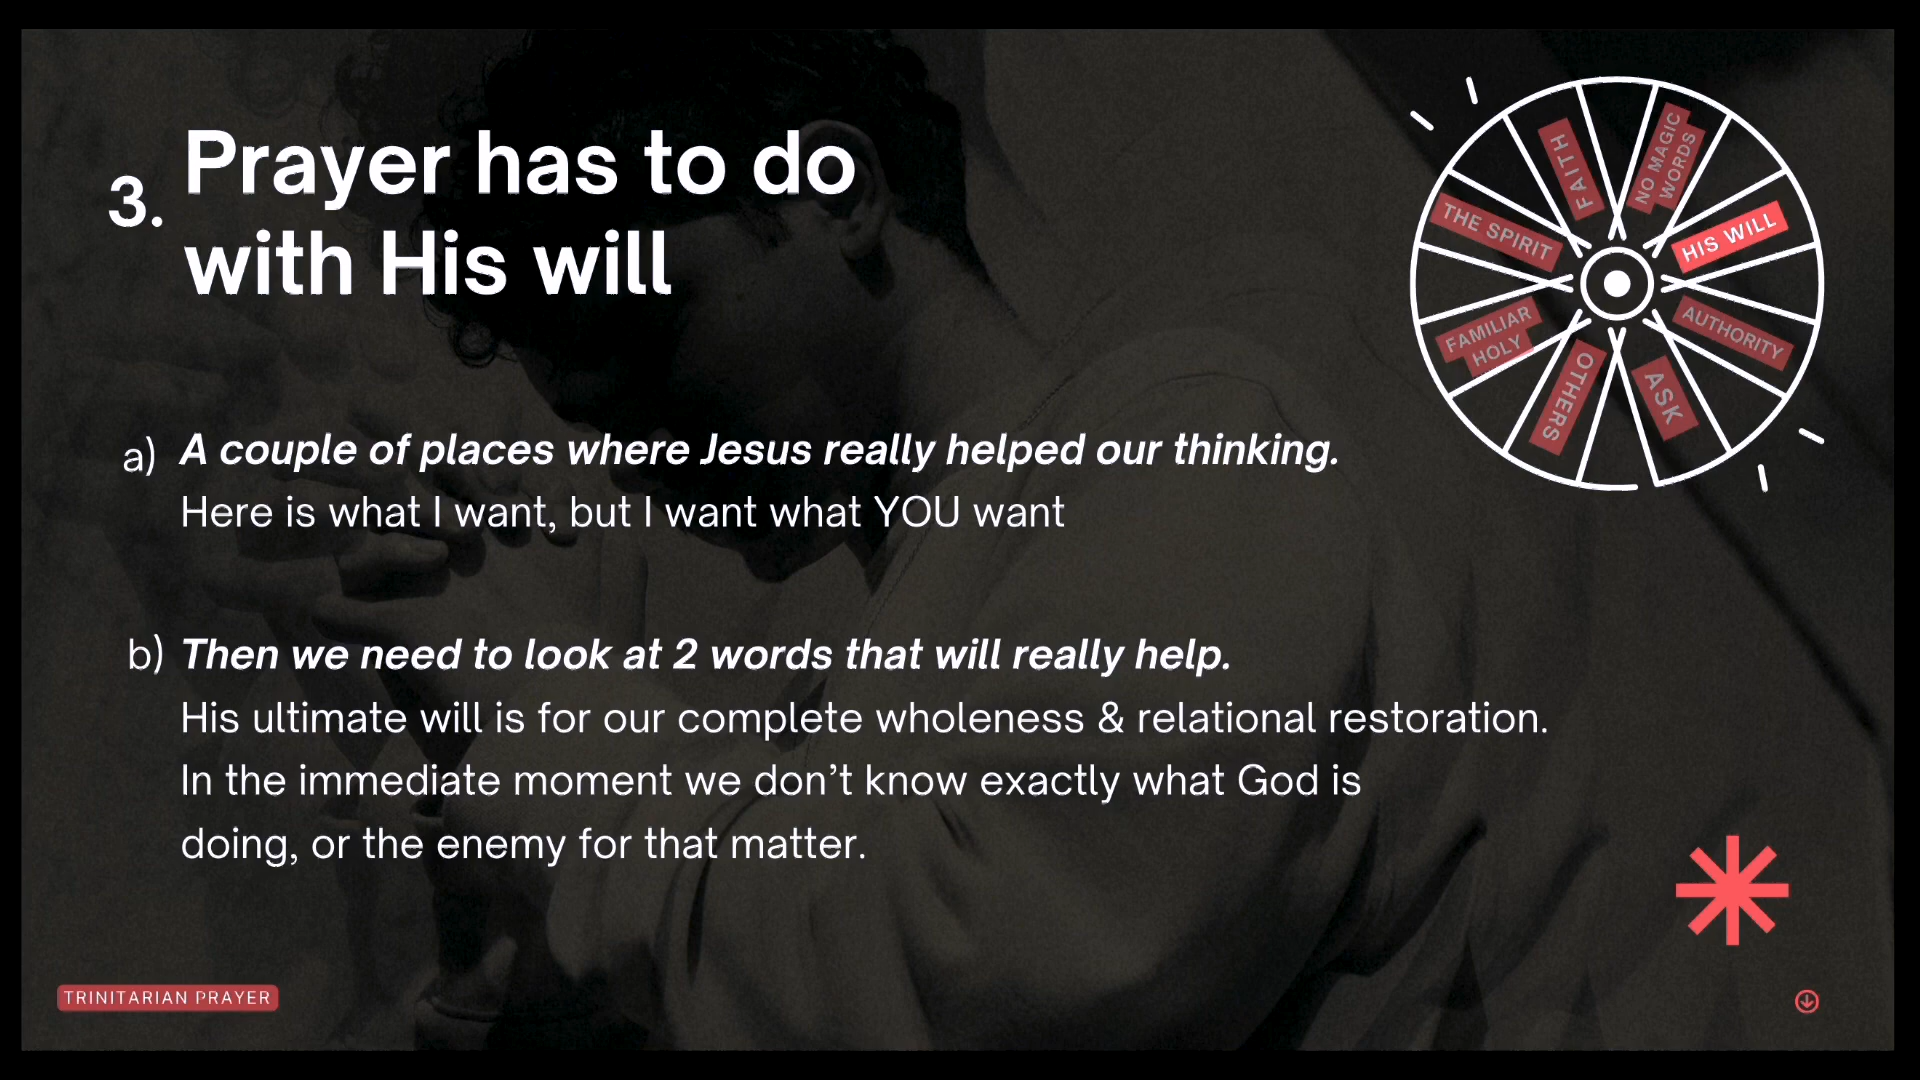 3. Prayer has to do
with His will
FAITH
NO MAGIC
WORDS
THE SPIRIT
HIS WILL
FAMILIAR
HOLY
AUTHORITY
OTHERS
ASK
a) A couple of places where Jesus really helped our thinking.
Here is what I want, but I want what YOU want
b) Then we need to look at 2 words that will really help.
His ultimate will is for our complete wholeness & relational restoration.
In the immediate moment we don’t know exactly what God is
doing, or the enemy for that matter.
TRINITARIAN PRAYER